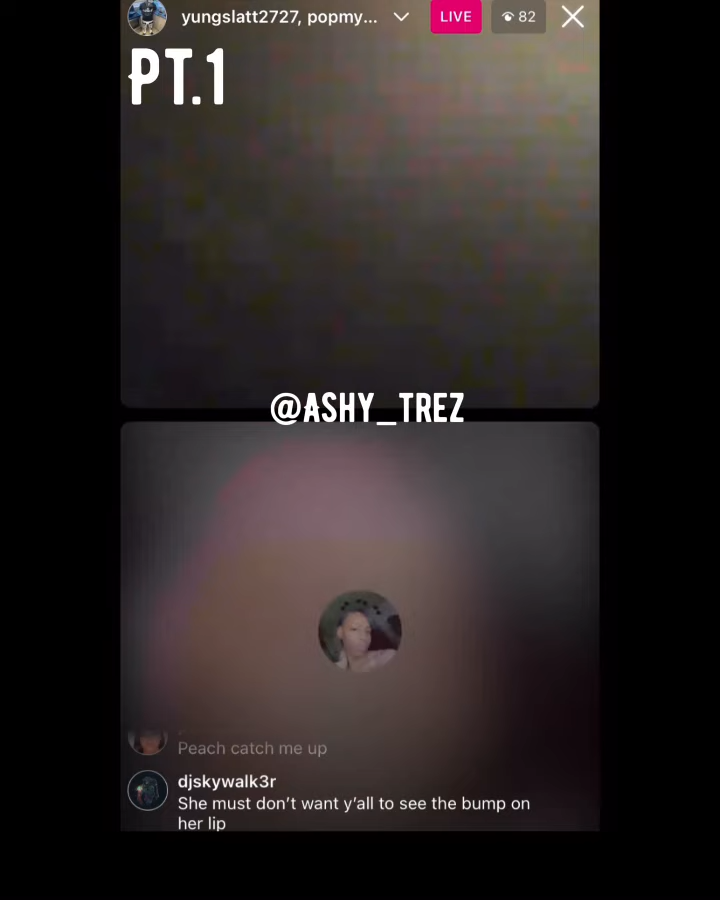 yungslatt2727, popmy...
LIVE
82
PT.1
@ASHY_TREZ
Peach catch me up
djskywalk3r
She must don't want y'all to see the bump on
her lip